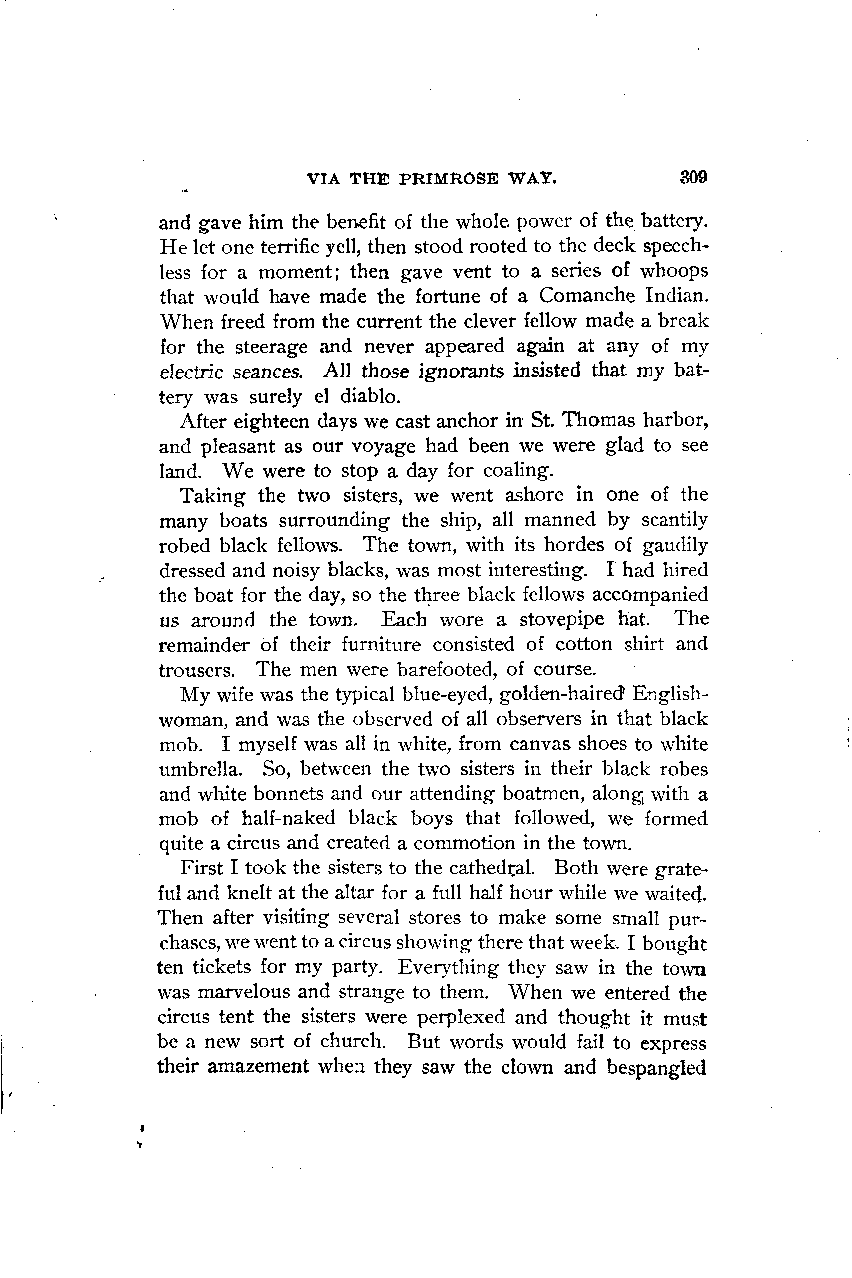 VIA THE PRIMROSE WAY. 309
and gave him the benefit of the whole power of the battery.
He let one terrific yell, then stood rooted to the deck speech-
less for a moment; then gave vent to a series of whoops
that would have made the fortune of a Comanche Indian.
When freed from the current the clever fellow made a break
for the steerage and never appeared again at any of my
electric seances. All those ignorants insisted that my bat-
tery was surely el diablo.
After eighteen days we cast anchor in St. Thomas harbor,
and pleasant as our voyage had been we were glad to see
land. We were to stop a day for coaling.
Taking the two sisters, we went ashore in one of the
many boats surrounding the ship, all manned by scantily
robed black fellows. The town, with its hordes of gaudily
dressed and noisy blacks, was most interesting. I had hired
the boat for the day, so the three black fellows accompanied
us around the town. Each wore a stovepipe hat. The
remainder of their furniture consisted of cotton shirt and
trousers. The men were barefooted, of course.
My wife was the typical blue-eyed, golden-haired English-
woman, and was the observed of all observers in that black
mob. I myself was all in white, from canvas shoes to white
umbrella. So, between the two sisters in their black robes
and white bonnets and our attending boatmen, along with a
mob of half-naked black boys that followed, we formed
quite a circus and created a commotion in the town.
First I took the sisters to the cathedral. Both were grate-
ful and knelt at the altar for a full half hour while we waited.
Then after visiting several stores to make some small pur-
chases, we went to a circus showing there that week. I bought
ten tickets for my party. Everything they saw in the town
was marvelous and strange to them. When we entered the
circus tent the sisters were perplexed and thought it must
be a new sort of church. But words would fail to express
their amazement when they saw the clown and bespangled